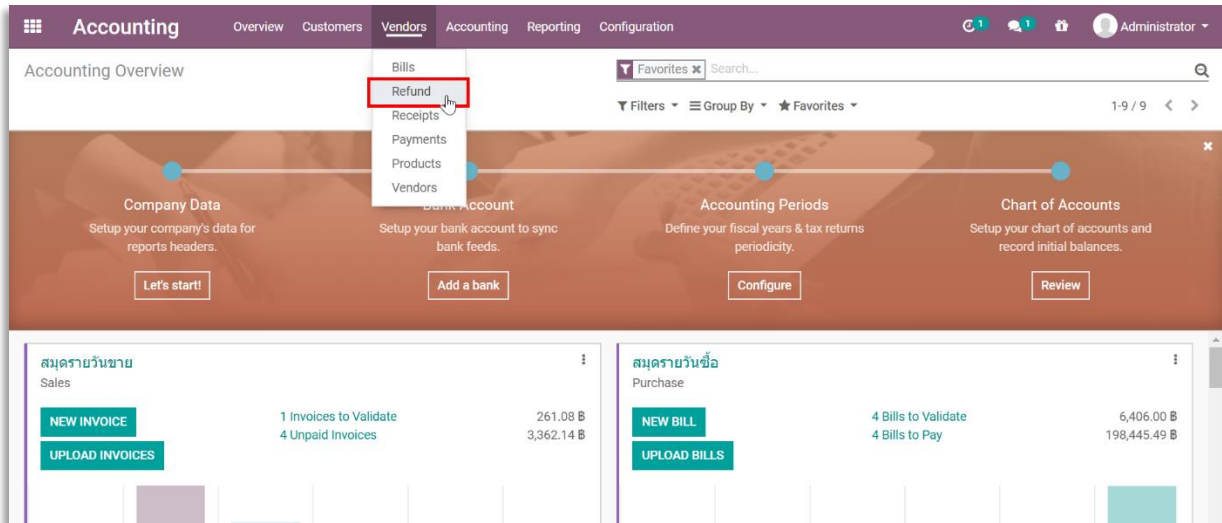 Accounting Overview Customers Vendors Accounting Reporting Configuration 1 1 Administrator
Accounting Overview
Favorites Search...
Filters Group By Favorites 1-9 / 9
Bills
Refund
Receipts
Payments
Products
Vendors
Company Data
Setup your company's data for
reports headers.
Let's start!
Bank Account
Setup your bank account to sync
bank feeds.
Add a bank
Accounting Periods
Define your fiscal years & tax returns
periodicity.
Configure
Chart of Accounts
Setup your chart of accounts and
record initial balances.
Review
สมุดรายวันขาย
Sales
NEW INVOICE
UPLOAD INVOICES
1 Invoices to Validate 261.08 ฿
4 Unpaid Invoices 3,362.14 ฿
สมุดรายวันซื้อ
Purchase
NEW BILL
UPLOAD BILLS
4 Bills to Validate 6,406.00 ฿
4 Bills to Pay 198,445.49 ฿